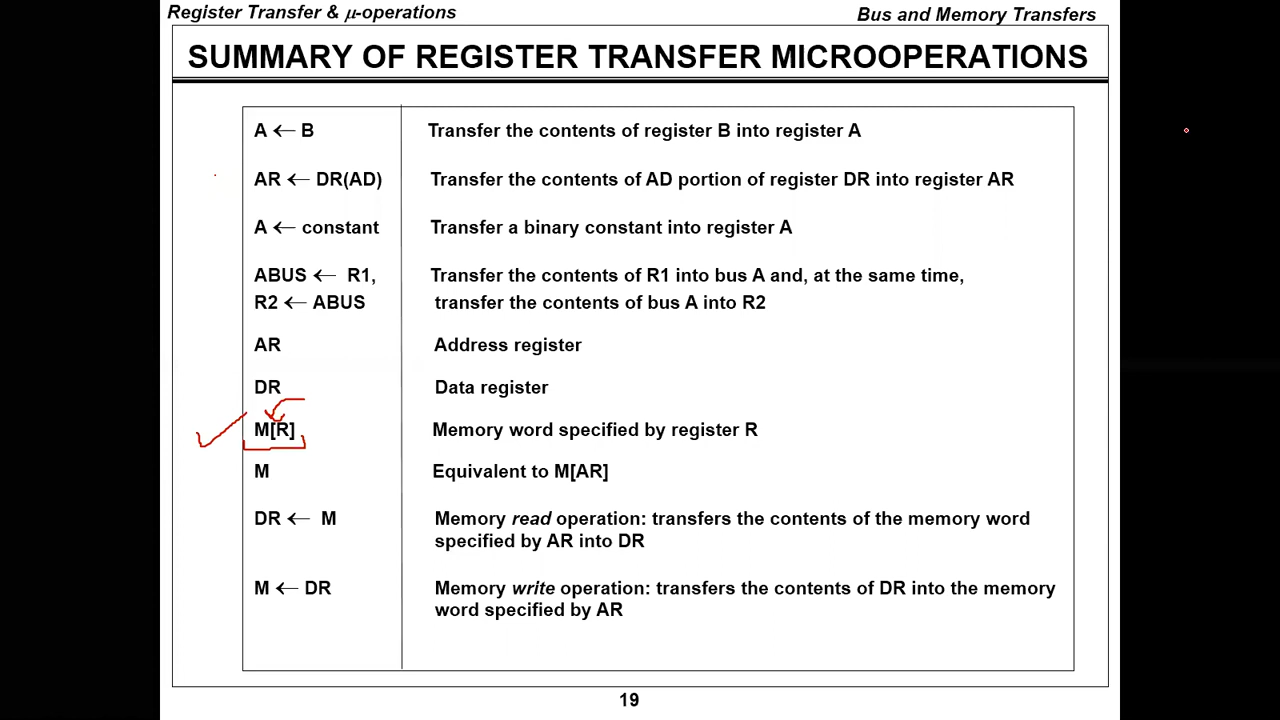 Register Transfer & μ-operations
Bus and Memory Transfers
SUMMARY OF REGISTER TRANSFER MICROOPERATIONS
A ← B Transfer the contents of register B into register A
AR ← DR(AD) Transfer the contents of AD portion of register DR into register AR
A ← constant Transfer a binary constant into register A
ABUS ← R1, Transfer the contents of R1 into bus A and, at the same time,
R2 ← ABUS transfer the contents of bus A into R2
AR Address register
DR Data register
M[R] Memory word specified by register R
M Equivalent to M[AR]
DR ← M Memory read operation: transfers the contents of the memory word
specified by AR into DR
M ← DR Memory write operation: transfers the contents of DR into the memory
word specified by AR
19